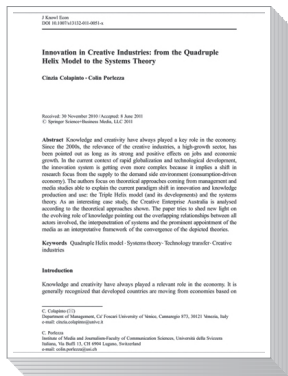 J Knowl Econ
DOI 10.1007/s13132-011-0051-x
Innovation in Creative Industries: from the Quadruple
Helix Model to the Systems Theory
Cinzia Colapinto · Colin Porlezza
Received: 30 November 2010 / Accepted: 8 June 2011
© Springer Science+Business Media, LLC 2011
Abstract Knowledge and creativity have always played a key role in the economy.
Since the 2000s, the relevance of the creative industries, a high-growth sector, has
been pointed out as long as its strong and positive effects on jobs and economic
growth. In the current context of rapid globalization and technological development,
the innovation system is getting even more complex because it implies a shift in
research focus from the supply to the demand side environment (consumption-driven
economy). The authors focus on theoretical approaches coming from management and
media studies able to explain the current paradigm shift in innovation and knowledge
production and use: the Triple Helix model (and its developments) and the systems
theory. As an interesting case study, the Creative Enterprise Australia is analysed
according to the theoretical approaches shown. The paper tries to shed new light on
the evolving role of knowledge pointing out the overlapping relationships between all
actors involved, the interpenetration of systems and the prominent appointment of the
media as an interpretative framework of the convergence of the depicted theories.
Keywords Quadruple Helix model · Systems theory · Technology transfer · Creative
industries
Introduction
Knowledge and creativity have always played a relevant role in the economy. It is
generally recognized that developed countries are moving from economies based on
C. Colapinto
Department of Management, Ca' Foscari University of Venice, Cannaregio 873, 30121 Venice, Italy
e-mail: cinzia.colapinto@unive.it
C. Porlezza
Institute of Media and Journalism-Faculty of Communication Sciences, Università della Svizzera
Italiana, Via Buffi 13, CH 6900 Lugano, Switzerland
e-mail: colin.porlezza@usi.ch